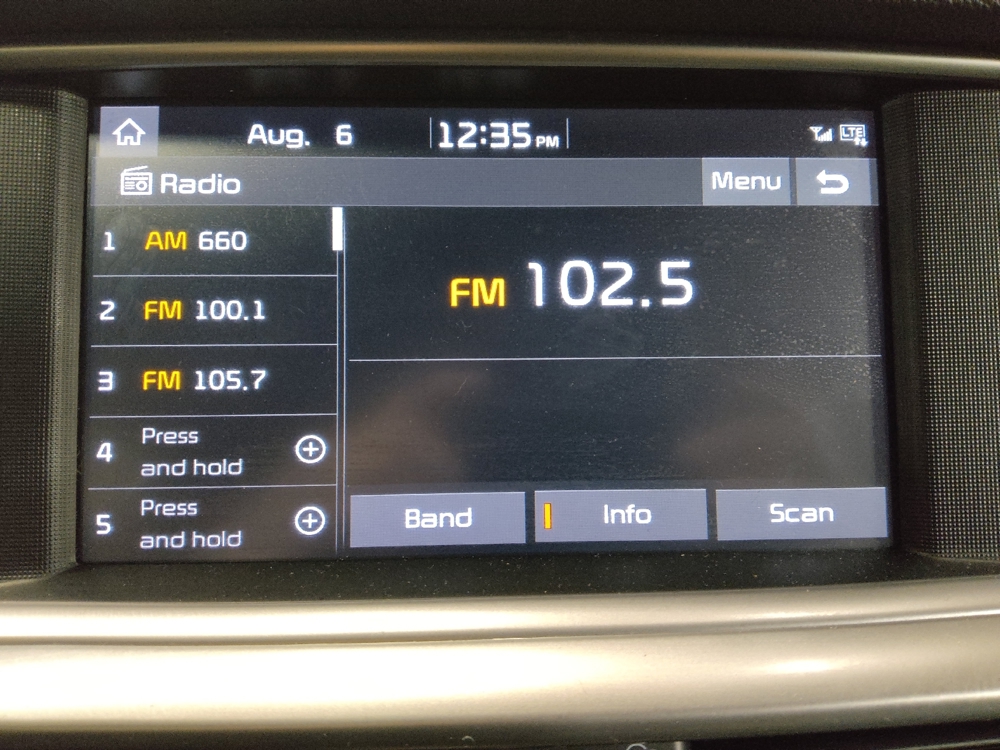 Aug. 6 12:35 PM LTE
Radio Menu
1 AM 660
2 FM 100.1
3 FM 105.7
4 Press and hold
5 Press and hold
FM 102.5
Band Info Scan